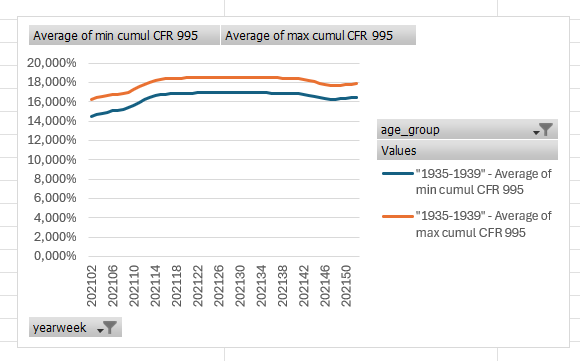 Average of min cumul CFR 995 Average of max cumul CFR 995
20,000%
18,000%
16,000%
14,000%
12,000%
10,000%
8,000%
6,000%
4,000%
2,000%
0,000%
202102 202106 202110 202114 202118 202122 202126 202130 202134 202138 202142 202146 202150
age_group
Values
"1935-1939" - Average of
min cumul CFR 995
"1935-1939" - Average of
max cumul CFR 995
yearweek